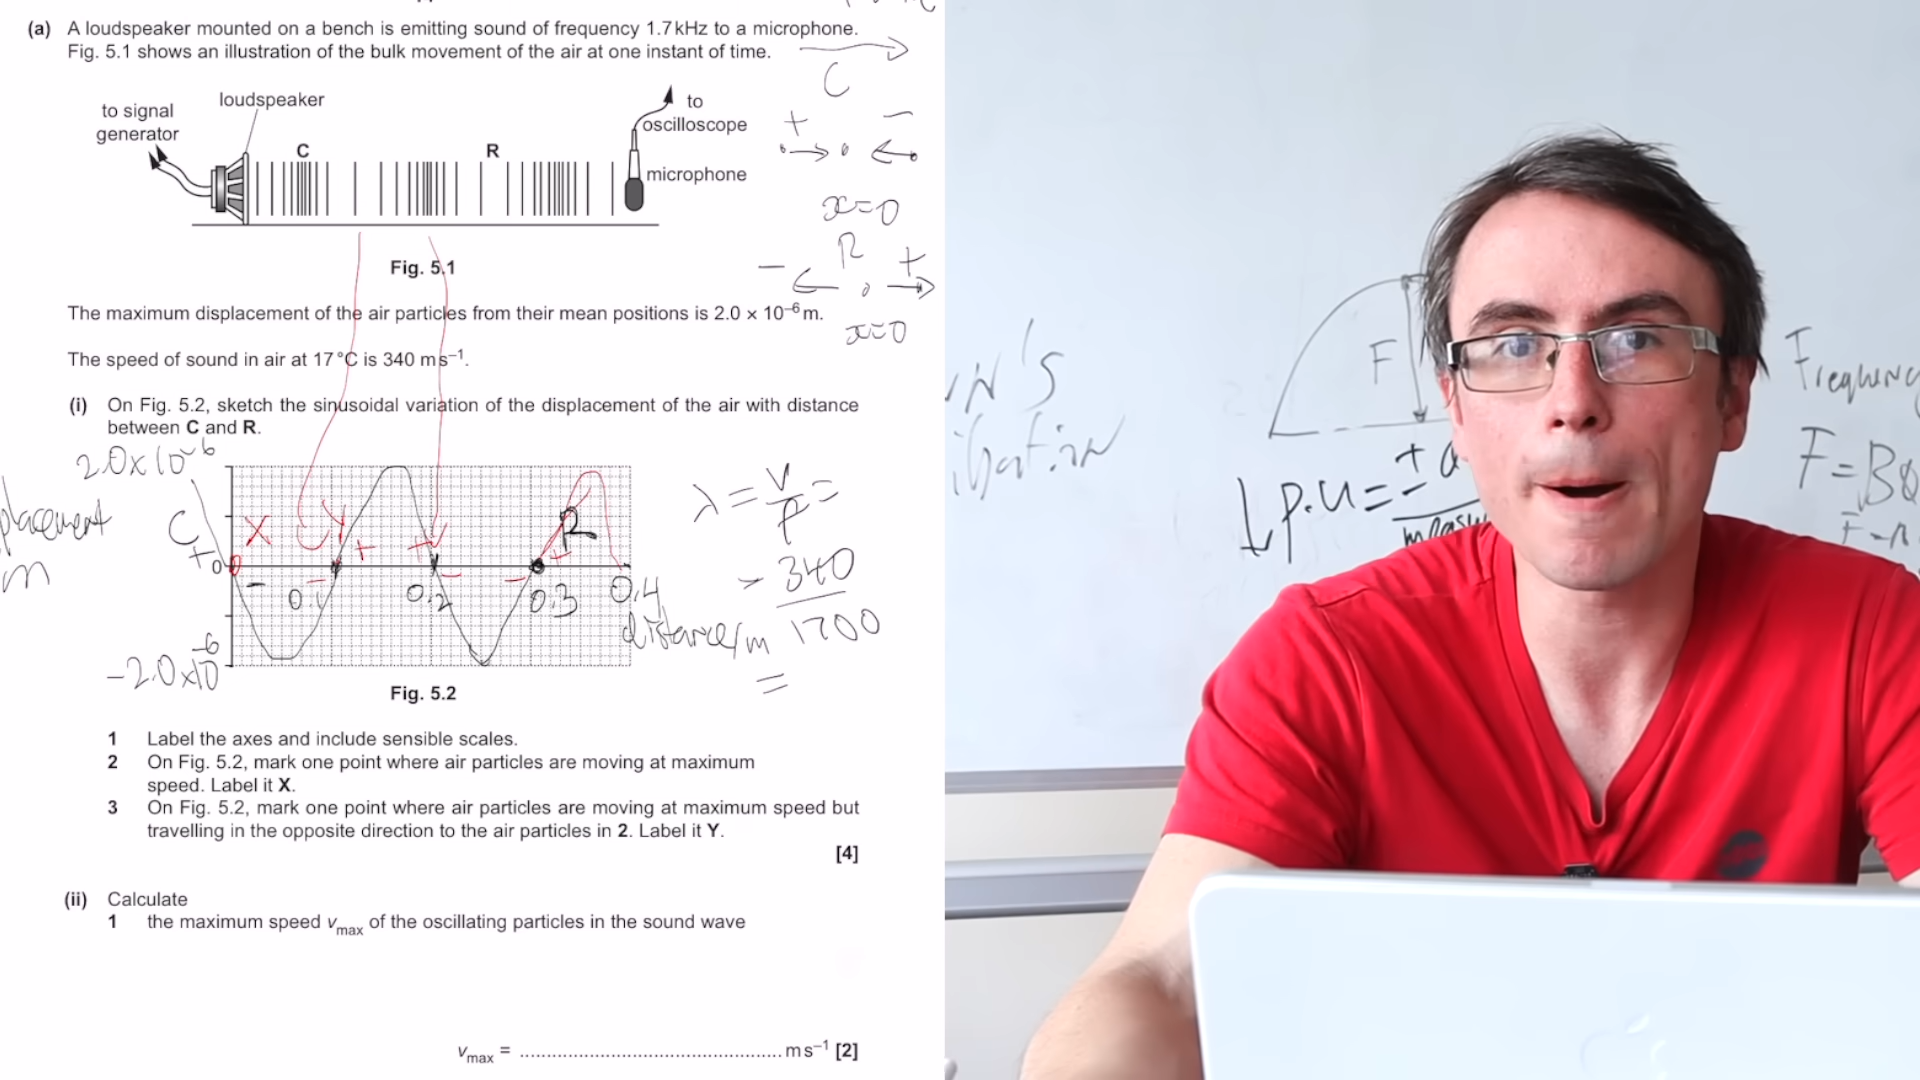 (a) A loudspeaker mounted on a bench is emitting sound of frequency 1.7 kHz to a microphone.
Fig. 5.1 shows an illustration of the bulk movement of the air at one instant of time.
C
to signal
generator
loudspeaker
C
R
to
oscilloscope
microphone
+ −
x=0
R
− +
x=0
Fig. 5.1
The maximum displacement of the air particles from their mean positions is 2.0 × 10⁻⁶ m.
The speed of sound in air at 17 °C is 340 m s⁻¹.
(i) On Fig. 5.2, sketch the sinusoidal variation of the displacement of the air with distance
between C and R.
2.0x10⁻⁶
placement
m
C
+
0
X
Y
R
− + + − − +
−
0.1
0.2
0.3
0.4
distance/m
-2.0x10⁻⁶
λ = v/f =
340
1700
=
Fig. 5.2
1 Label the axes and include sensible scales.
2 On Fig. 5.2, mark one point where air particles are moving at maximum
speed. Label it X.
3 On Fig. 5.2, mark one point where air particles are moving at maximum speed but
travelling in the opposite direction to the air particles in 2. Label it Y.
[4]
(ii) Calculate
1 the maximum speed vmax of the oscillating particles in the sound wave
vmax = ................................................ m s⁻¹ [2]
N's
F
p.u = ±
Frequency
F=BQ